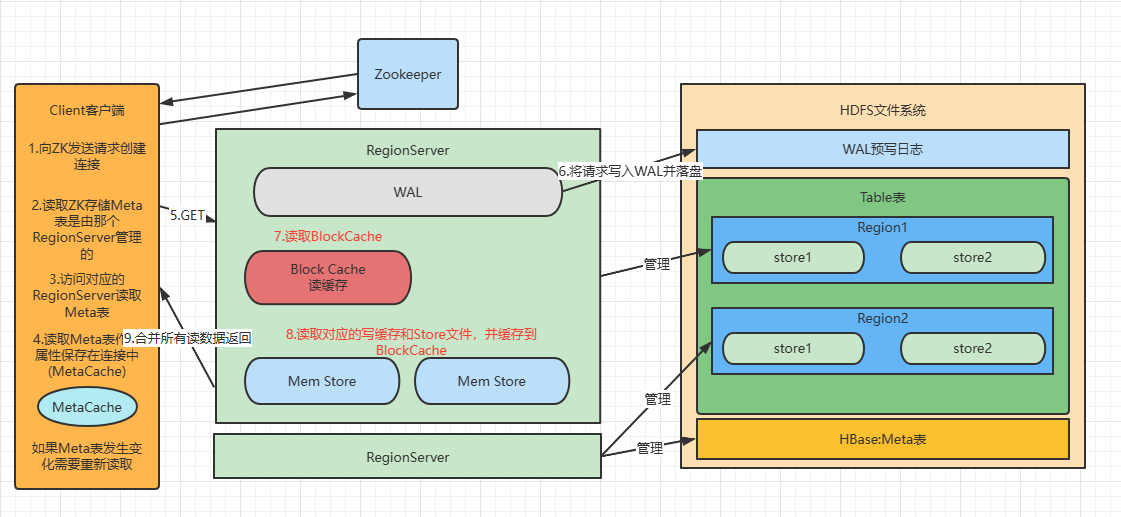 Zookeeper
Client客户端
1.向ZK发送请求创建
连接
2.读取ZK存储Meta
表是由那个
RegionServer管理
的
3.访问对应的
RegionServer读取
Meta表
4.读取Meta表作
属性保存在连接中
(MetaCache)
MetaCache
如果Meta表发生变
化需要重新读取
5.GET
9.合并所有读数据返回
RegionServer
WAL
7.读取BlockCache
Block Cache
读缓存
8.读取对应的写缓存和Store文件，并缓存到
BlockCache
Mem Store
Mem Store
RegionServer
6.将请求写入WAL并落盘
管理
管理
管理
HDFS文件系统
WAL预写日志
Table表
Region1
store1
store2
Region2
store1
store2
HBase:Meta表